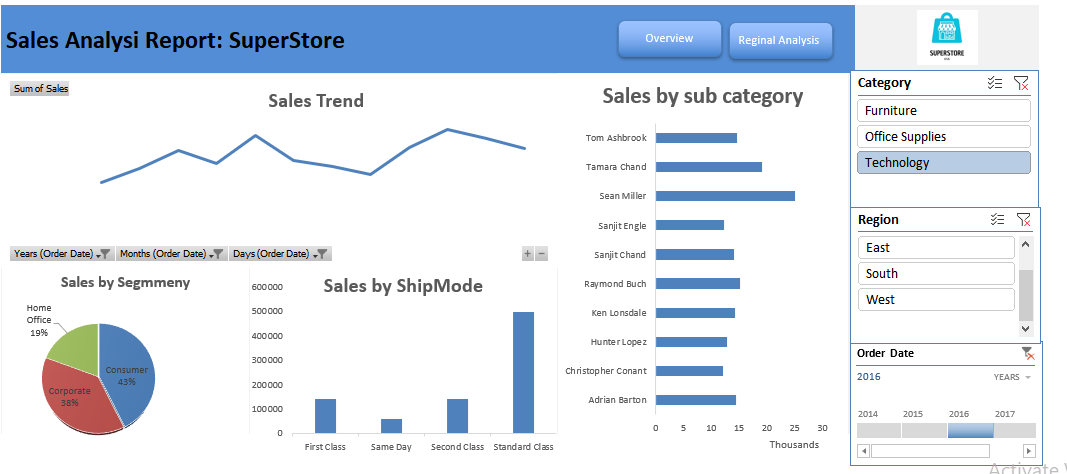 Sales Analysi Report: SuperStore
Overview
Reginal Analysis
SUPERSTORE
Sum of Sales
Sales Trend
Years (Order Date)
Months (Order Date)
Days (Order Date)
+
−
Sales by Segmmeny
Home
Office
19%
Consumer
43%
Corporate
38%
Sales by ShipMode
600000
500000
400000
300000
200000
100000
0
First Class
Same Day
Second Class
Standard Class
Sales by sub category
Tom Ashbrook
Tamara Chand
Sean Miller
Sanjit Engle
Sanjit Chand
Raymond Buch
Ken Lonsdale
Hunter Lopez
Christopher Conant
Adrian Barton
0 5 10 15 20 25 30
Thousands
Category
Furniture
Office Supplies
Technology
Region
East
South
West
Order Date
2016
YEARS
2014 2015 2016 2017